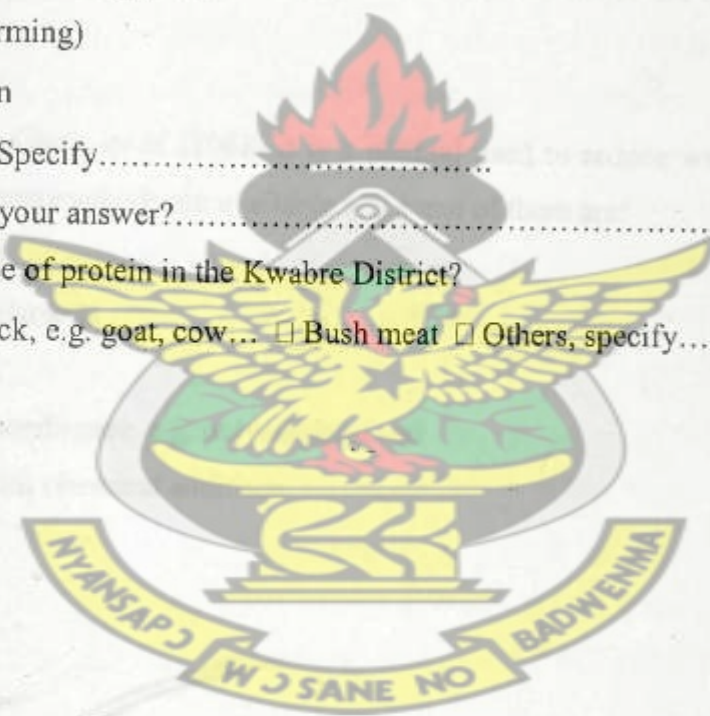 rming)
n
Specify.......................................
your answer?.....................................................
e of protein in the Kwabre District?
ck, e.g. goat, cow... □ Bush meat □ Others, specify...
NYANSAPƆ
WƆSANE NO
BADWENMA